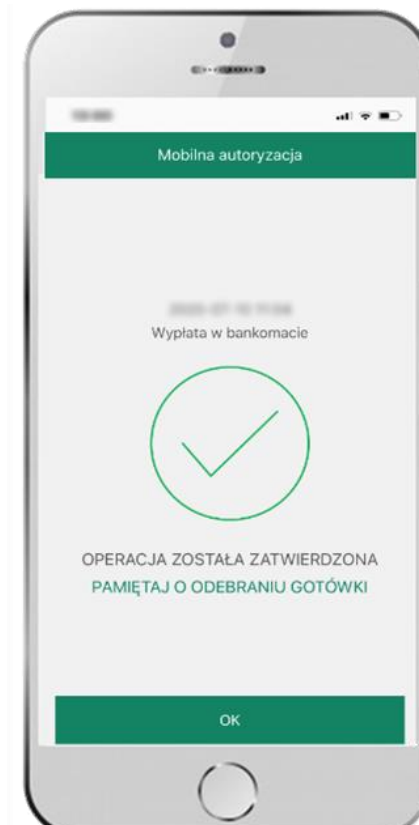 Mobilna autoryzacja
Wypłata w bankomacie
OPERACJA ZOSTAŁA ZATWIERDZONA
PAMIĘTAJ O ODEBRANIU GOTÓWKI
OK